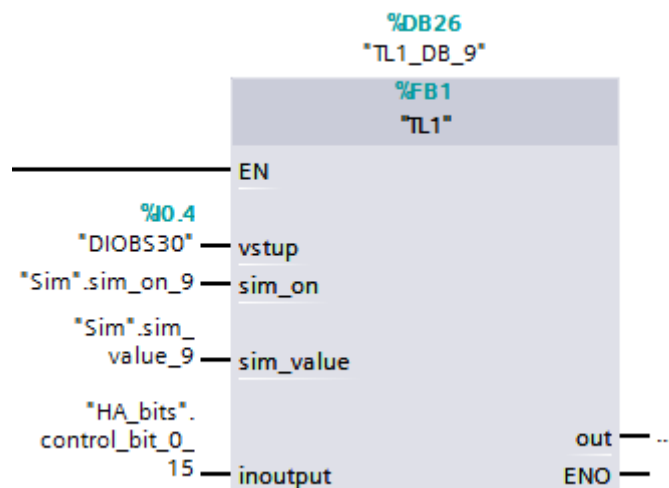 %DB26
"TL1_DB_9"
%FB1
"TL1"
EN
%I0.4
"DIOBS30"
vstup
"Sim".sim_on_9
sim_on
"Sim".sim_
value_9
sim_value
"HA_bits".
control_bit_0_
15
inoutput
out
...
ENO